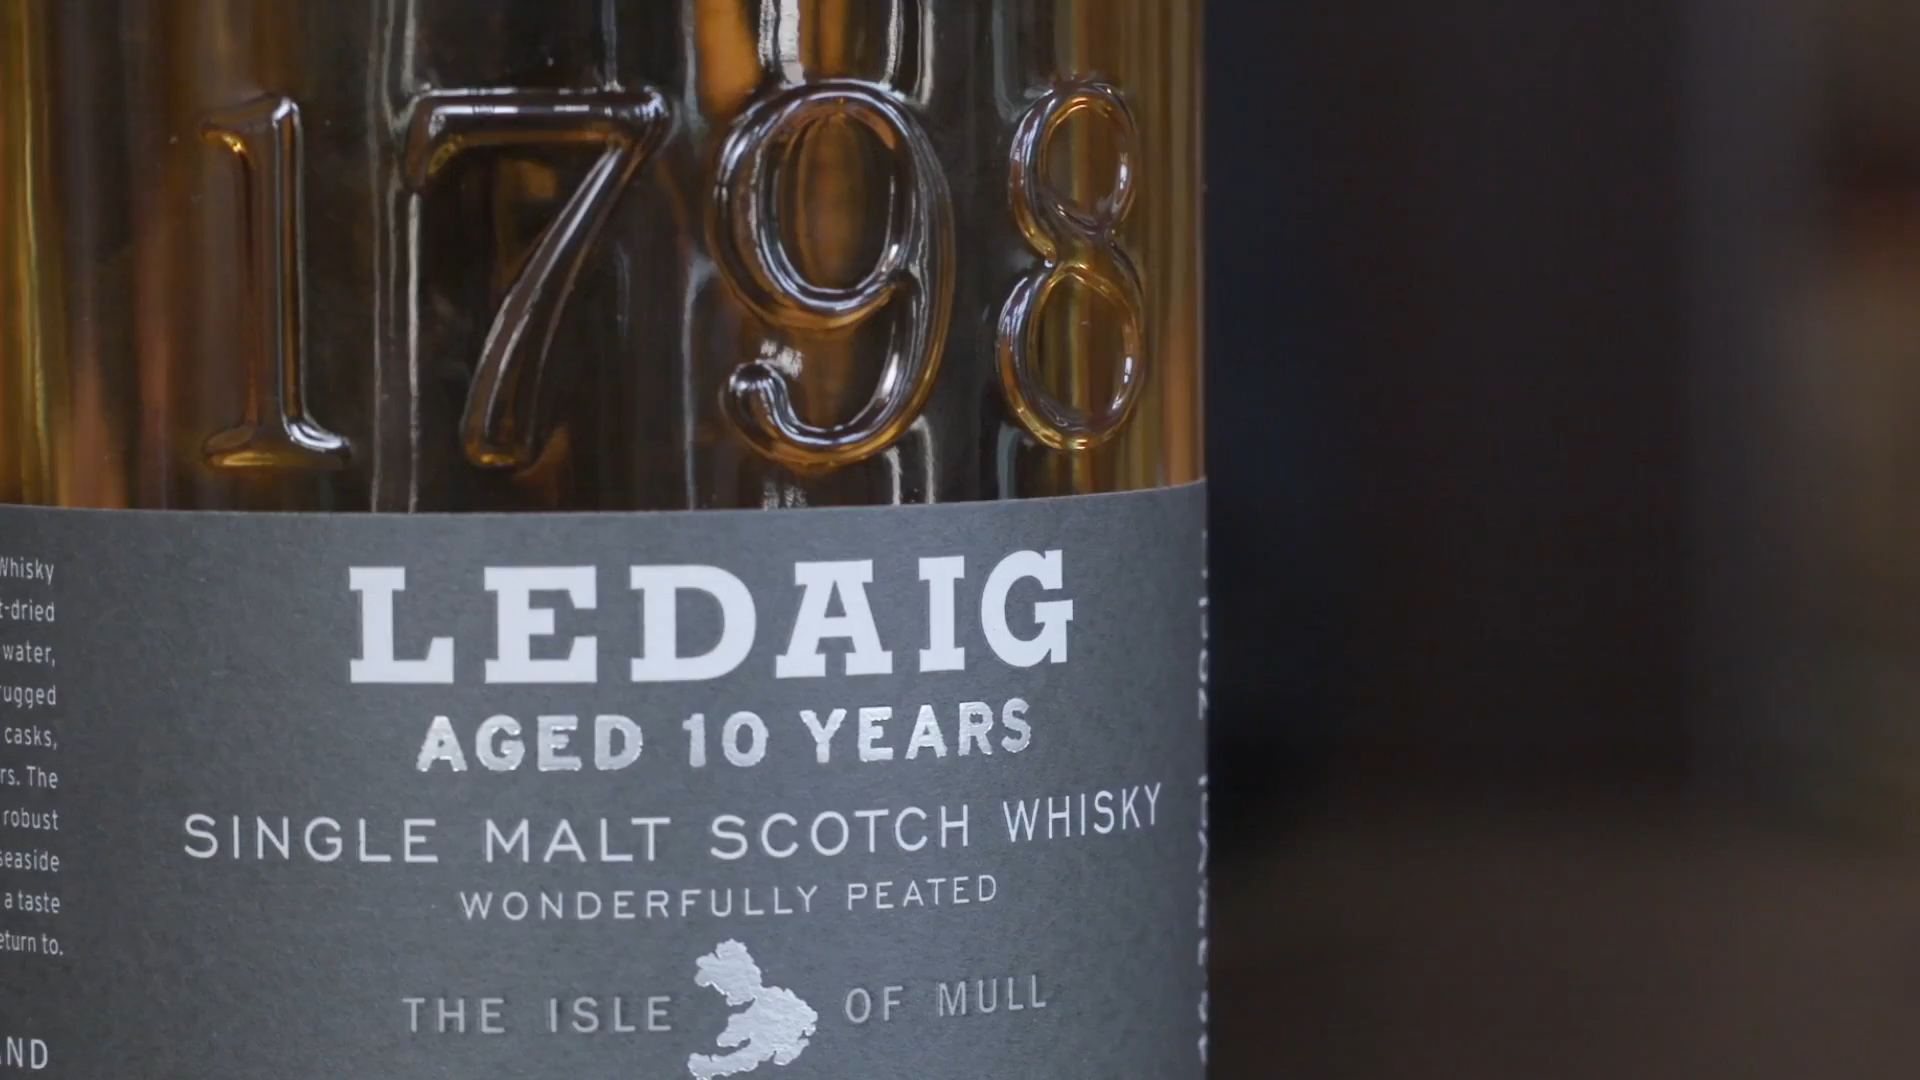 1798
Whisky
t-dried
water,
rugged
casks,
rs. The
robust
seaside
a taste
eturn to.
AND
LEDAIG
AGED 10 YEARS
SINGLE MALT SCOTCH WHISKY
WONDERFULLY PEATED
THE ISLE OF MULL